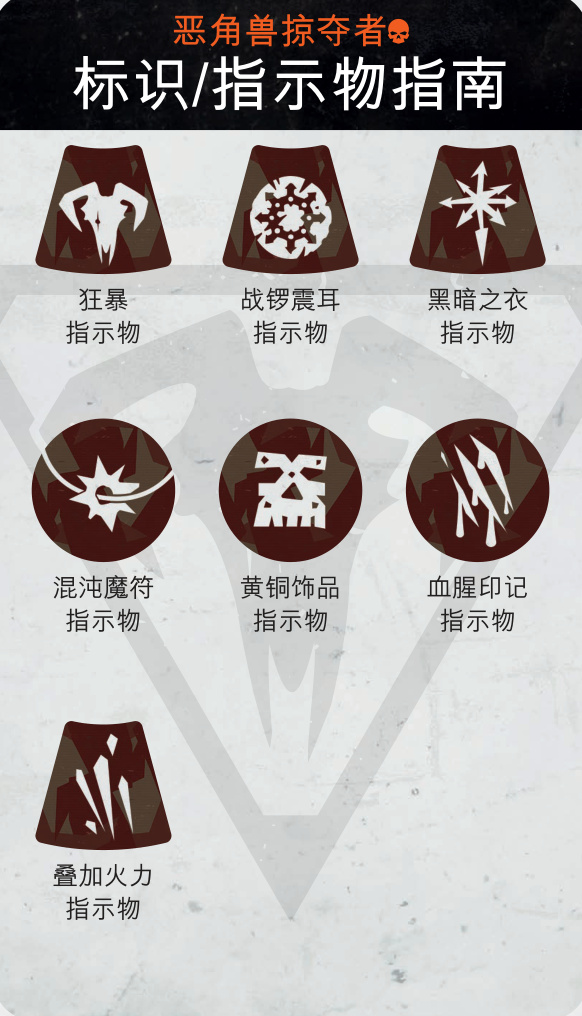 恶角兽掠夺者
标识/指示物指南
狂暴
指示物
战锣震耳
指示物
黑暗之衣
指示物
混沌魔符
指示物
黄铜饰品
指示物
血腥印记
指示物
叠加火力
指示物